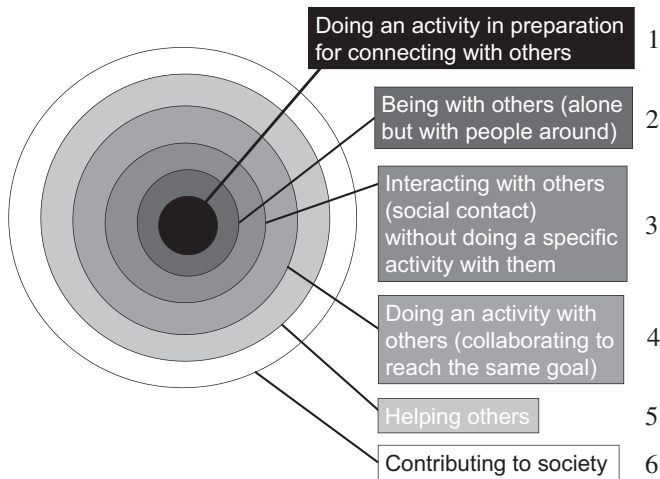 Doing an activity in preparation
for connecting with others
1
Being with others (alone
but with people around)
2
Interacting with others
(social contact)
without doing a specific
activity with them
3
Doing an activity with
others (collaborating to
reach the same goal)
4
Helping others
5
Contributing to society
6